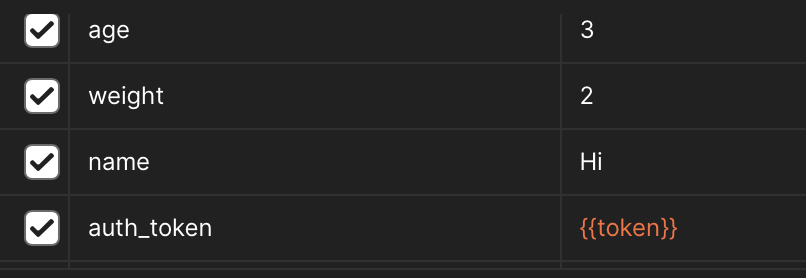 age 3
weight 2
name Hi
auth_token {{token}}